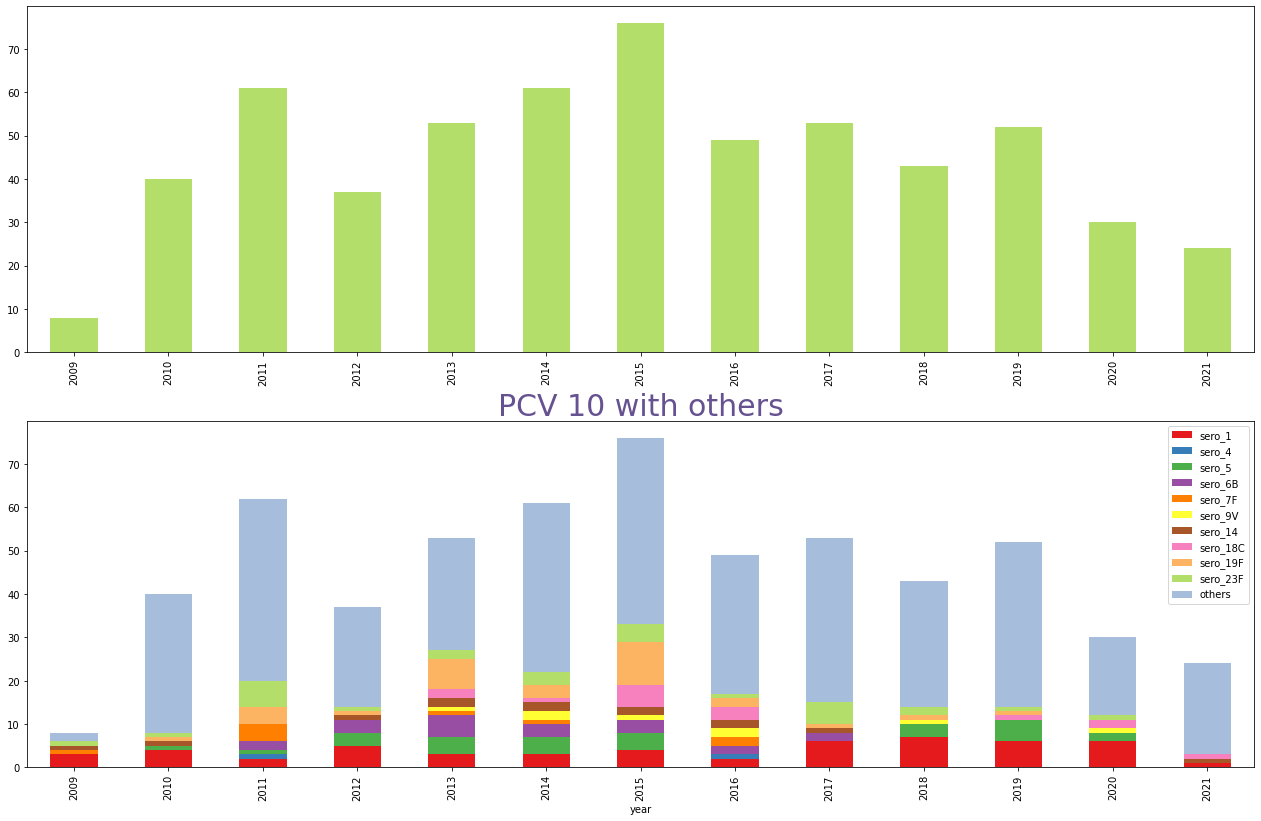 70
60
50
40
30
20
10
0
2009 2010 2011 2012 2013 2014 2015 2016 2017 2018 2019 2020 2021
PCV 10 with others
70
60
50
40
30
20
10
0
sero_1
sero_4
sero_5
sero_6B
sero_7F
sero_9V
sero_14
sero_18C
sero_19F
sero_23F
others
2009 2010 2011 2012 2013 2014 2015 2016 2017 2018 2019 2020 2021
year